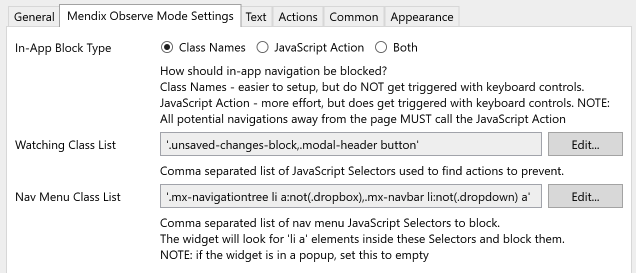 General Mendix Observe Mode Settings Text Actions Common Appearance
In-App Block Type Class Names JavaScript Action Both
How should in-app navigation be blocked?
Class Names - easier to setup, but do NOT get triggered with keyboard controls.
JavaScript Action - more effort, but does get triggered with keyboard controls. NOTE:
All potential navigations away from the page MUST call the JavaScript Action
Watching Class List '.unsaved-changes-block,.modal-header button' Edit...
Comma separated list of JavaScript Selectors used to find actions to prevent.
Nav Menu Class List '.mx-navigationtree li a:not(.dropbox),.mx-navbar li:not(.dropdown) a' Edit...
Comma separated list of nav menu JavaScript Selectors to block.
The widget will look for 'li a' elements inside these Selectors and block them.
NOTE: if the widget is in a popup, set this to empty